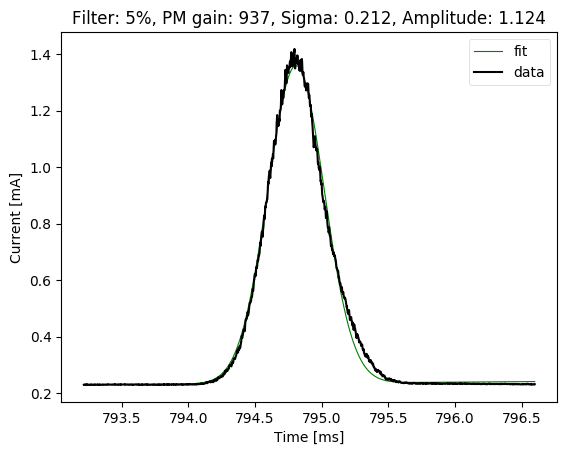 Filter: 5%, PM gain: 937, Sigma: 0.212, Amplitude: 1.124
fit
data
Current [mA]
1.4
1.2
1.0
0.8
0.6
0.4
0.2
793.5 794.0 794.5 795.0 795.5 796.0 796.5
Time [ms]